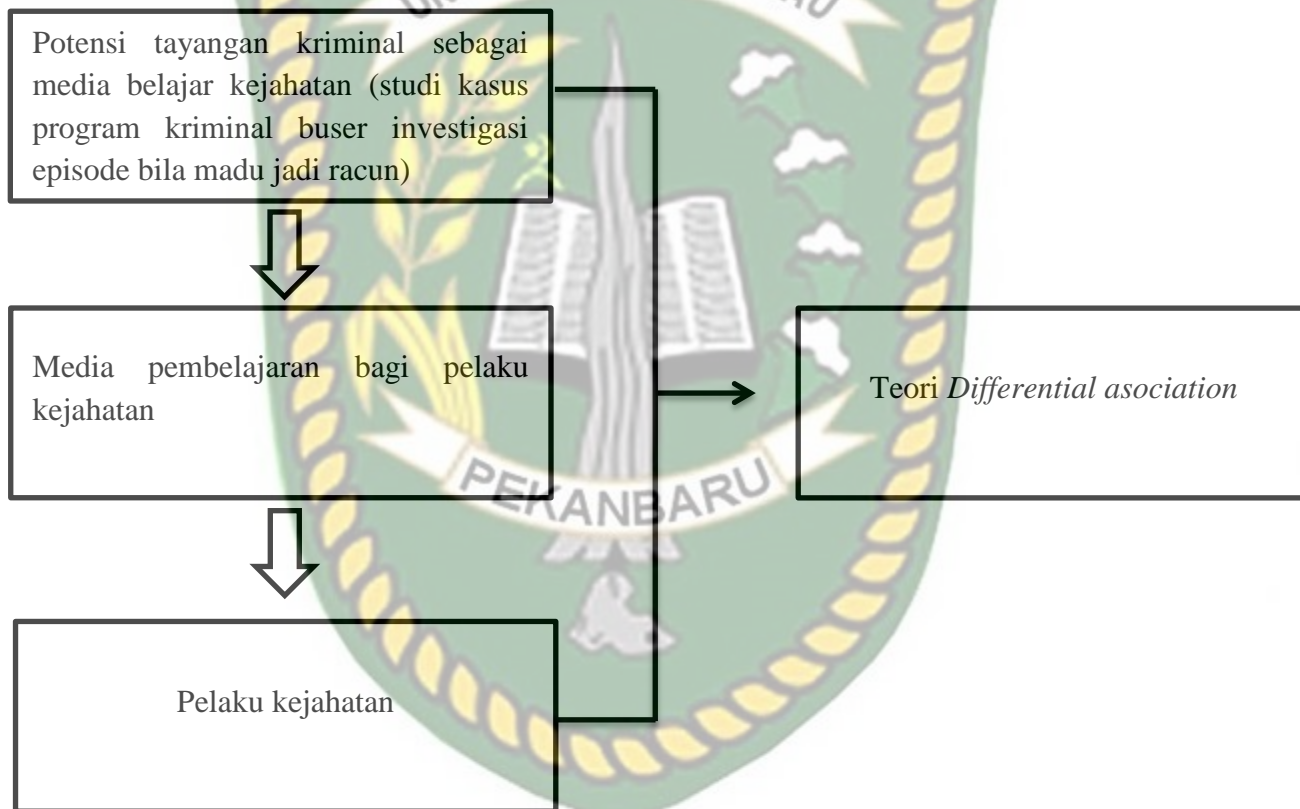 Potensi tayangan kriminal sebagai
media belajar kejahatan (studi kasus
program kriminal buser investigasi
episode bila madu jadi racun)
Media pembelajaran bagi pelaku
kejahatan
Teori Differential asociation
PEKANBARU
Pelaku kejahatan